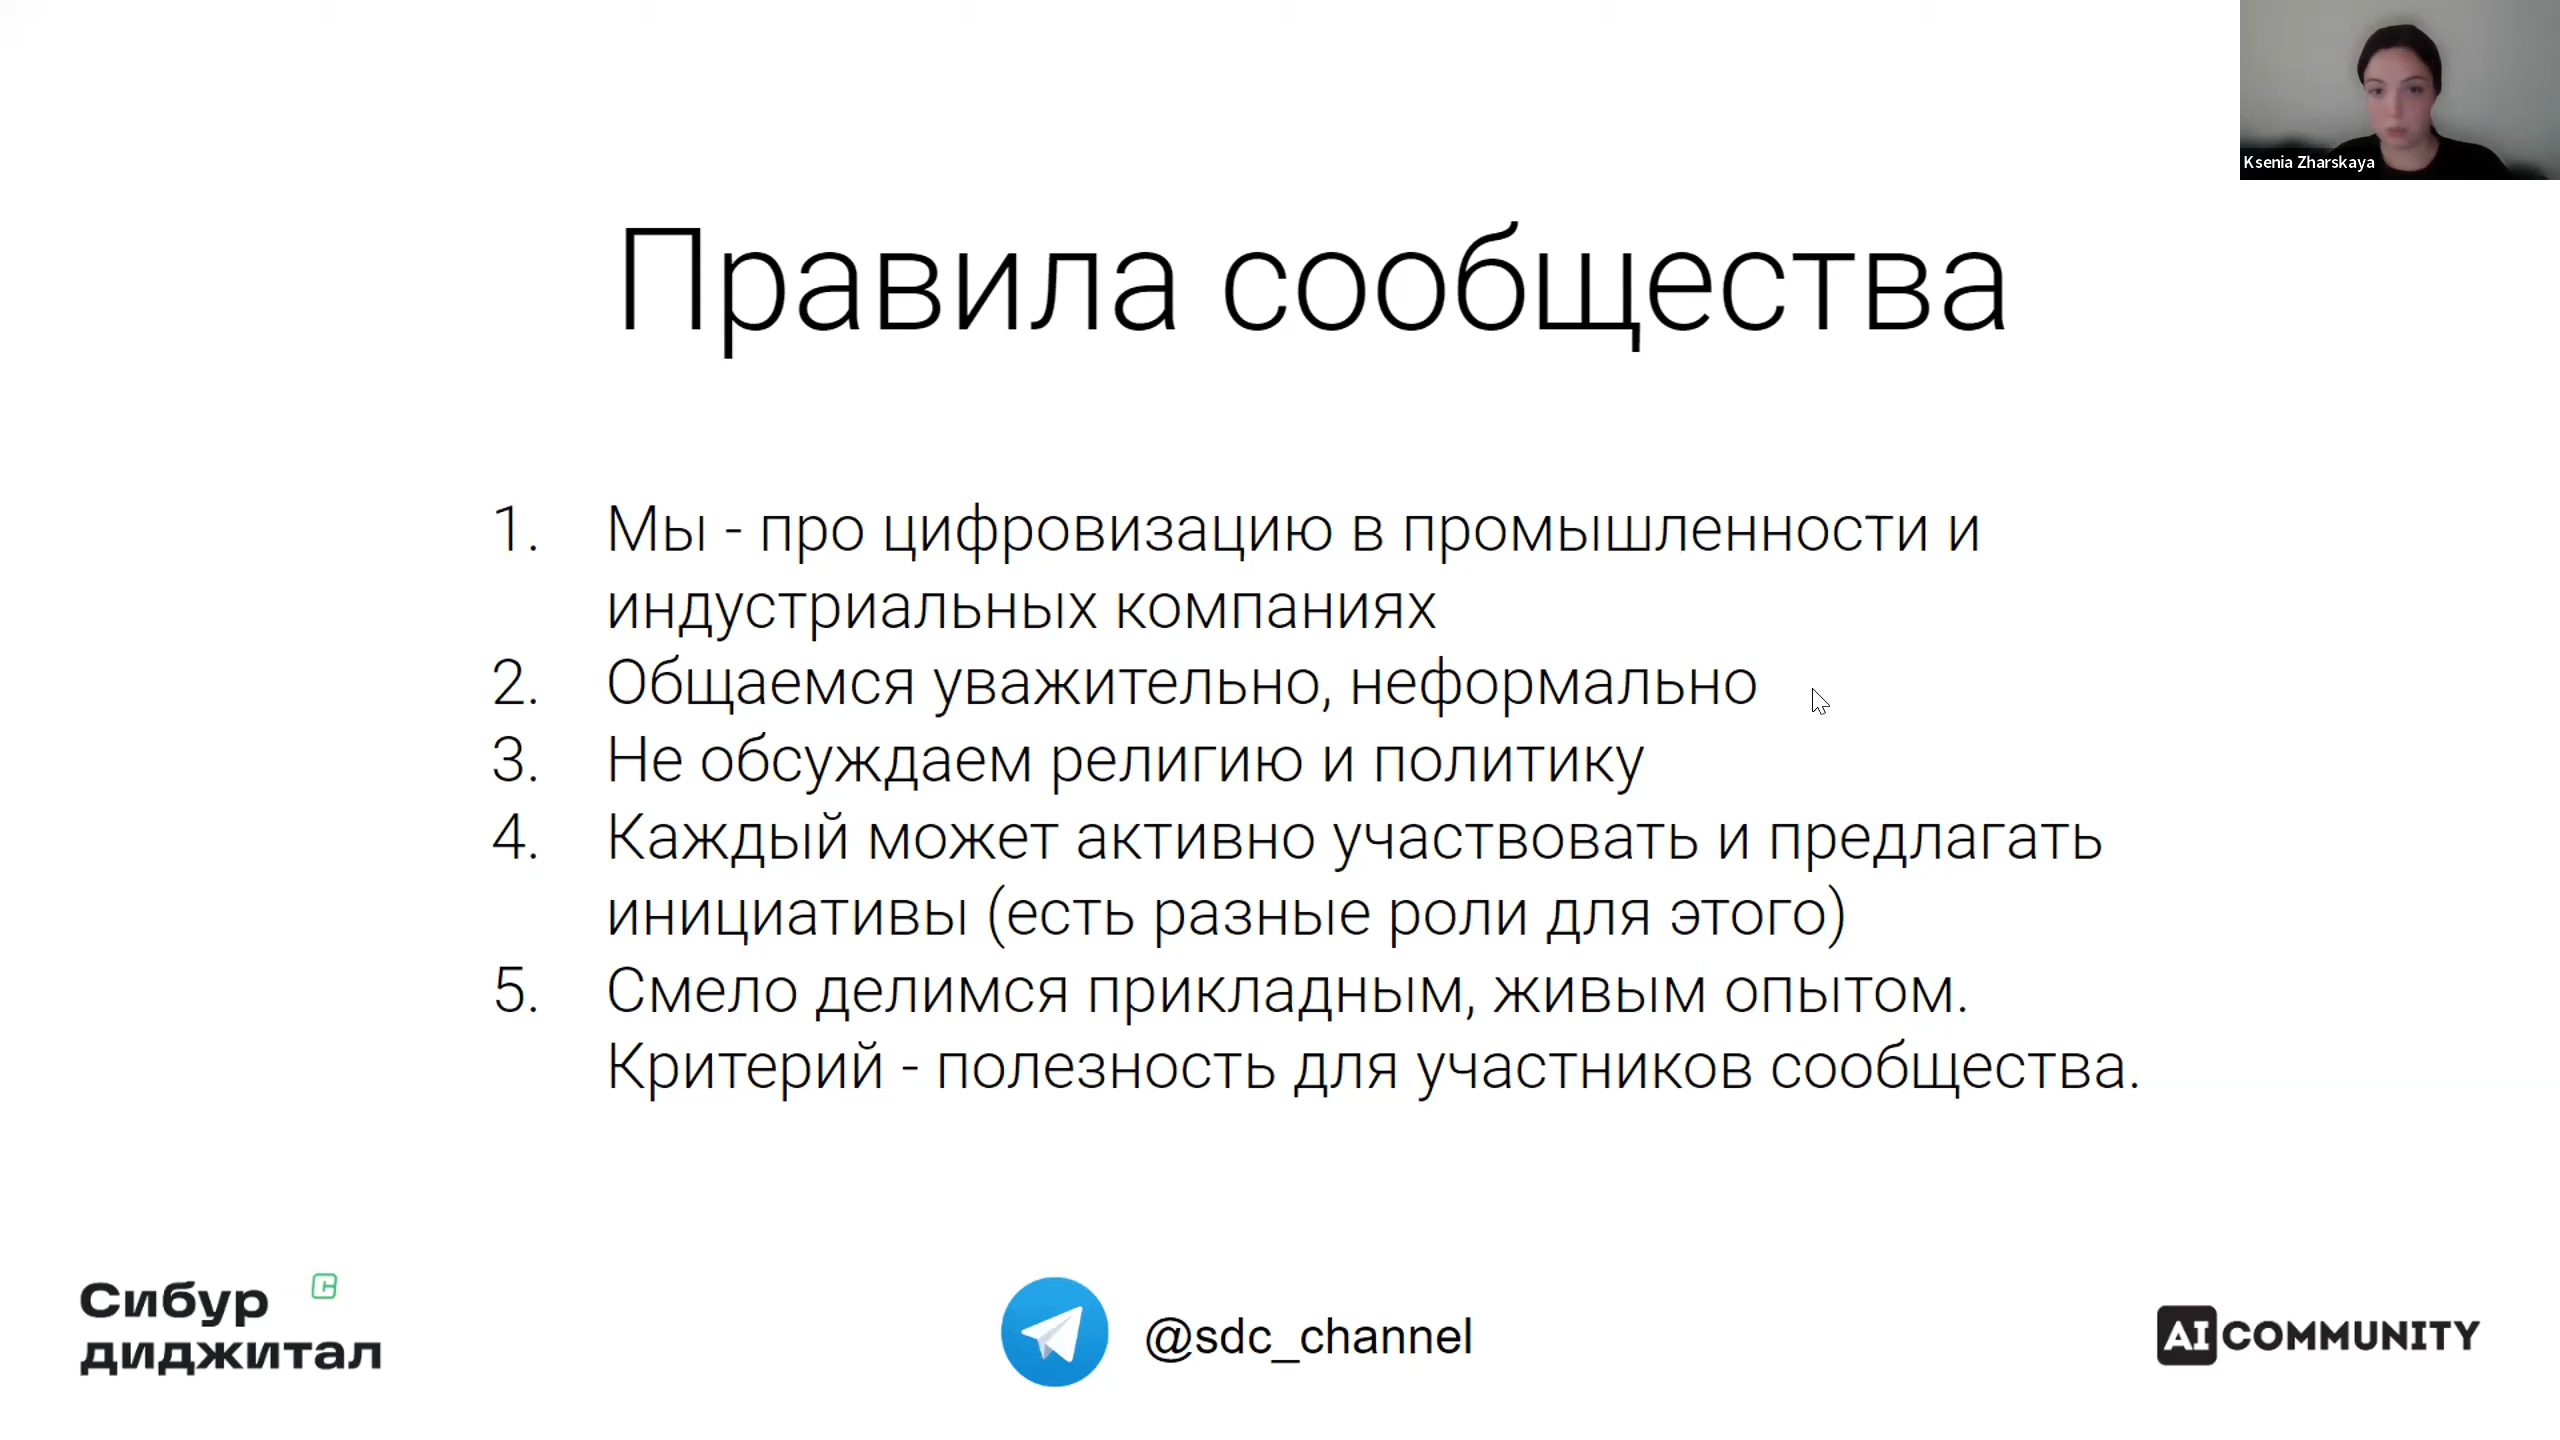 Ksenia Zharskaya
Правила сообщества
1. Мы - про цифровизацию в промышленности и
индустриальных компаниях
2. Общаемся уважительно, неформально
3. Не обсуждаем религию и политику
4. Каждый может активно участвовать и предлагать
инициативы (есть разные роли для этого)
5. Смело делимся прикладным, живым опытом.
Критерий - полезность для участников сообщества.
Сибур
диджитал
@sdc_channel
AI COMMUNITY